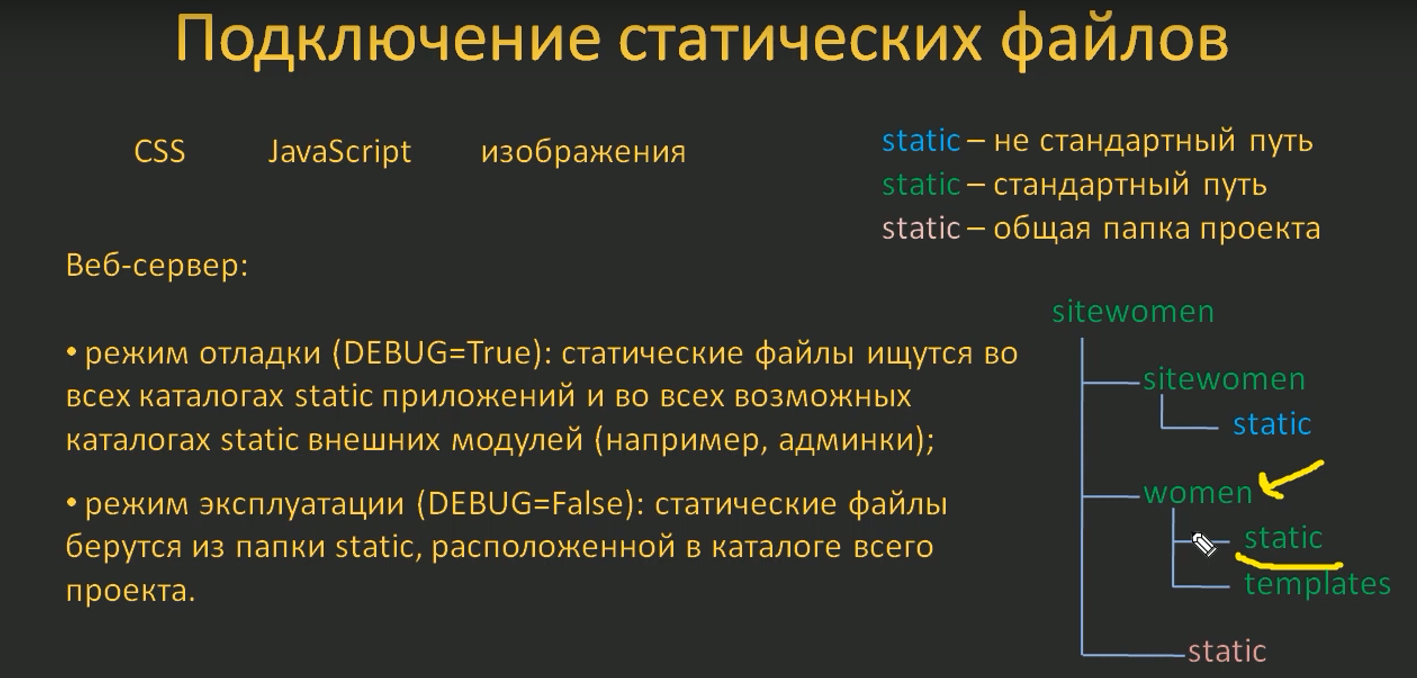 Подключение статических файлов
CSS JavaScript изображения
static – не стандартный путь
static – стандартный путь
static – общая папка проекта
Веб-сервер:
• режим отладки (DEBUG=True): статические файлы ищутся во
всех каталогах static приложений и во всех возможных
каталогах static внешних модулей (например, админки);
• режим эксплуатации (DEBUG=False): статические файлы
берутся из папки static, расположенной в каталоге всего
проекта.
sitewomen
sitewomen
static
women
static
templates
static